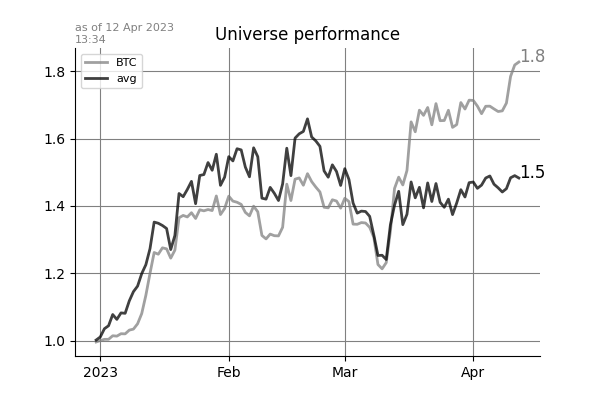 as of 12 Apr 2023
13:34
Universe performance
BTC
avg
1.8
1.5
1.8
1.6
1.4
1.2
1.0
2023
Feb
Mar
Apr